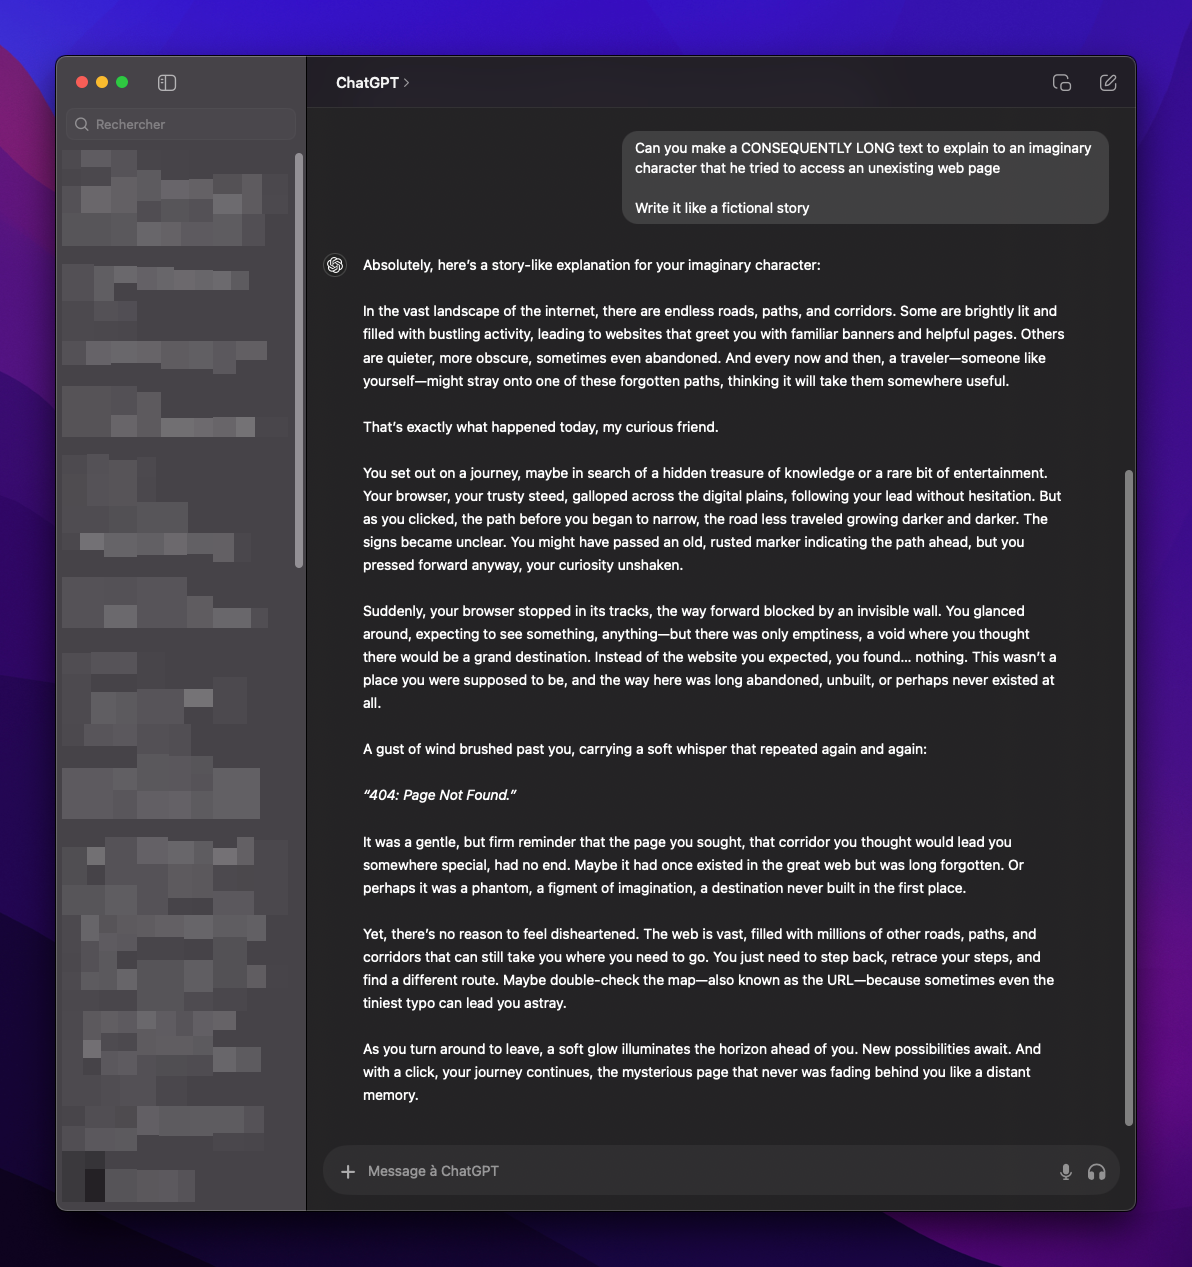 ChatGPT
Rechercher
Can you make a CONSEQUENTLY LONG text to explain to an imaginary
character that he tried to access an unexisting web page
Write it like a fictional story
Absolutely, here’s a story-like explanation for your imaginary character:
In the vast landscape of the internet, there are endless roads, paths, and corridors. Some are brightly lit and
filled with bustling activity, leading to websites that greet you with familiar banners and helpful pages. Others
are quieter, more obscure, sometimes even abandoned. And every now and then, a traveler—someone like
yourself—might stray onto one of these forgotten paths, thinking it will take them somewhere useful.
That’s exactly what happened today, my curious friend.
You set out on a journey, maybe in search of a hidden treasure of knowledge or a rare bit of entertainment.
Your browser, your trusty steed, galloped across the digital plains, following your lead without hesitation. But
as you clicked, the path before you began to narrow, the road less traveled growing darker and darker. The
signs became unclear. You might have passed an old, rusted marker indicating the path ahead, but you
pressed forward anyway, your curiosity unshaken.
Suddenly, your browser stopped in its tracks, the way forward blocked by an invisible wall. You glanced
around, expecting to see something, anything—but there was only emptiness, a void where you thought
there would be a grand destination. Instead of the website you expected, you found... nothing. This wasn’t a
place you were supposed to be, and the way here was long abandoned, unbuilt, or perhaps never existed at
all.
A gust of wind brushed past you, carrying a soft whisper that repeated again and again:
“404: Page Not Found.”
It was a gentle, but firm reminder that the page you sought, that corridor you thought would lead you
somewhere special, had no end. Maybe it had once existed in the great web but was long forgotten. Or
perhaps it was a phantom, a figment of imagination, a destination never built in the first place.
Yet, there’s no reason to feel disheartened. The web is vast, filled with millions of other roads, paths, and
corridors that can still take you where you need to go. You just need to step back, retrace your steps, and
find a different route. Maybe double-check the map—also known as the URL—because sometimes even the
tiniest typo can lead you astray.
As you turn around to leave, a soft glow illuminates the horizon ahead of you. New possibilities await. And
with a click, your journey continues, the mysterious page that never was fading behind you like a distant
memory.
Message à ChatGPT